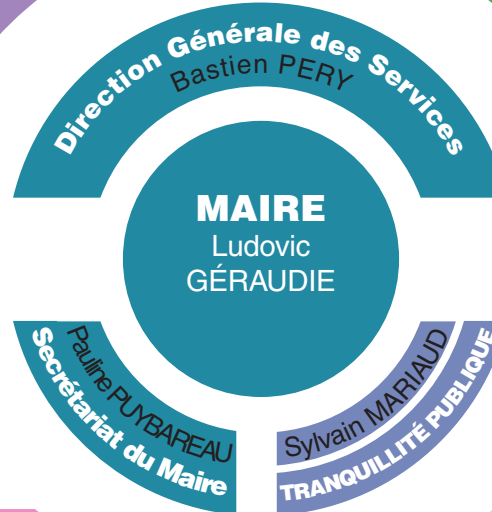 Direction Générale des Services
Bastien PERY
MAIRE
Ludovic
GÉRAUDIE
Pauline PUYBAREAU
Secrétariat du Maire
Sylvain MARIAUD
TRANQUILLITÉ PUBLIQUE